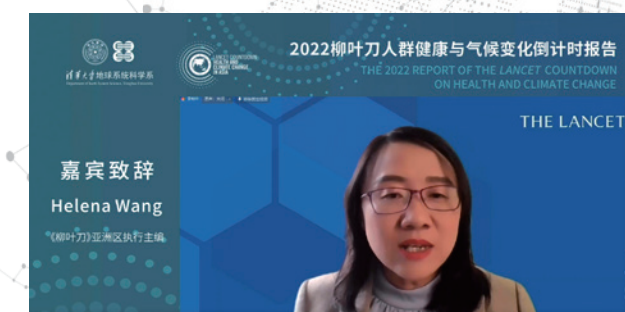 清华大学地球系统科学系
2022柳叶刀人群健康与气候变化倒计时报告
THE 2022 REPORT OF THE LANCET COUNTDOWN
ON HEALTH AND CLIMATE CHANGE
THE LANCET
嘉宾致辞
Helena Wang
《柳叶刀》亚洲区执行主编